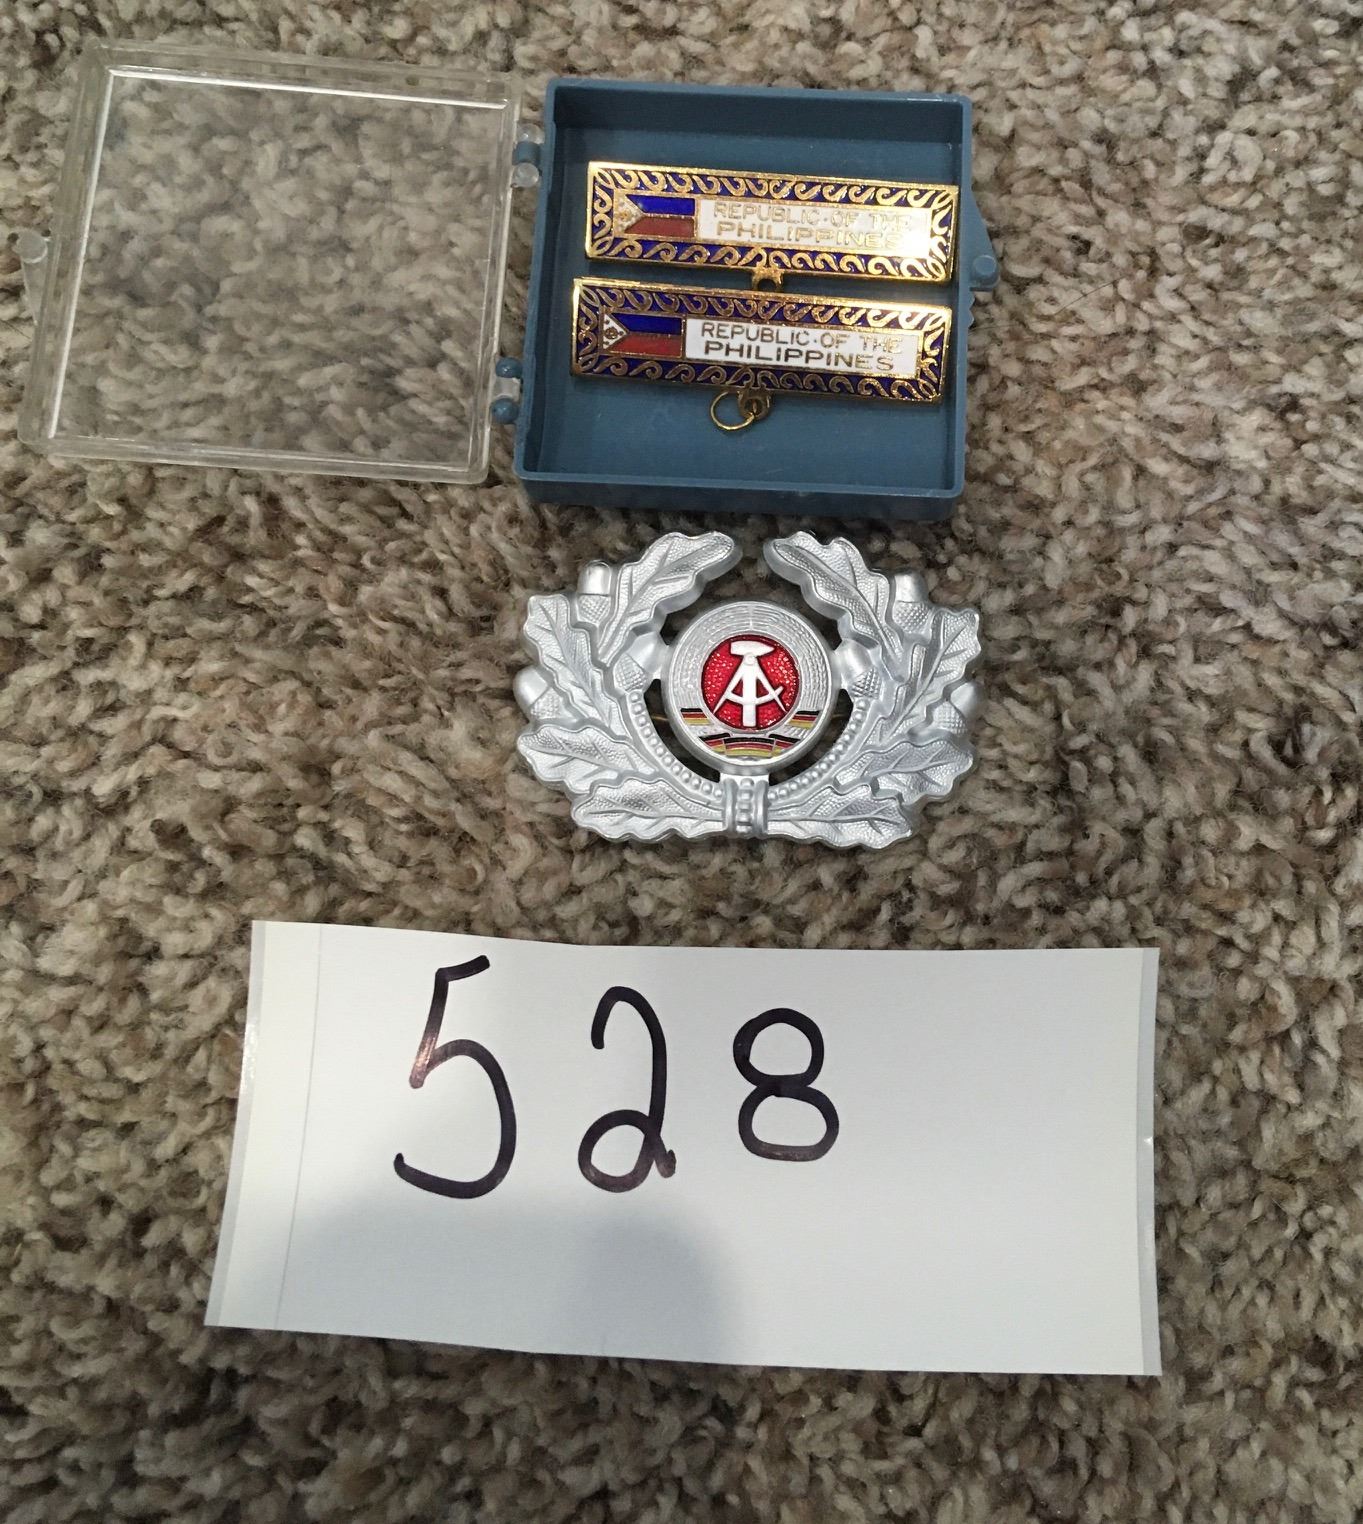 REPUBLIC·OF THE
PHILIPPINES
REPUBLIC·OF THE
PHILIPPINES
528